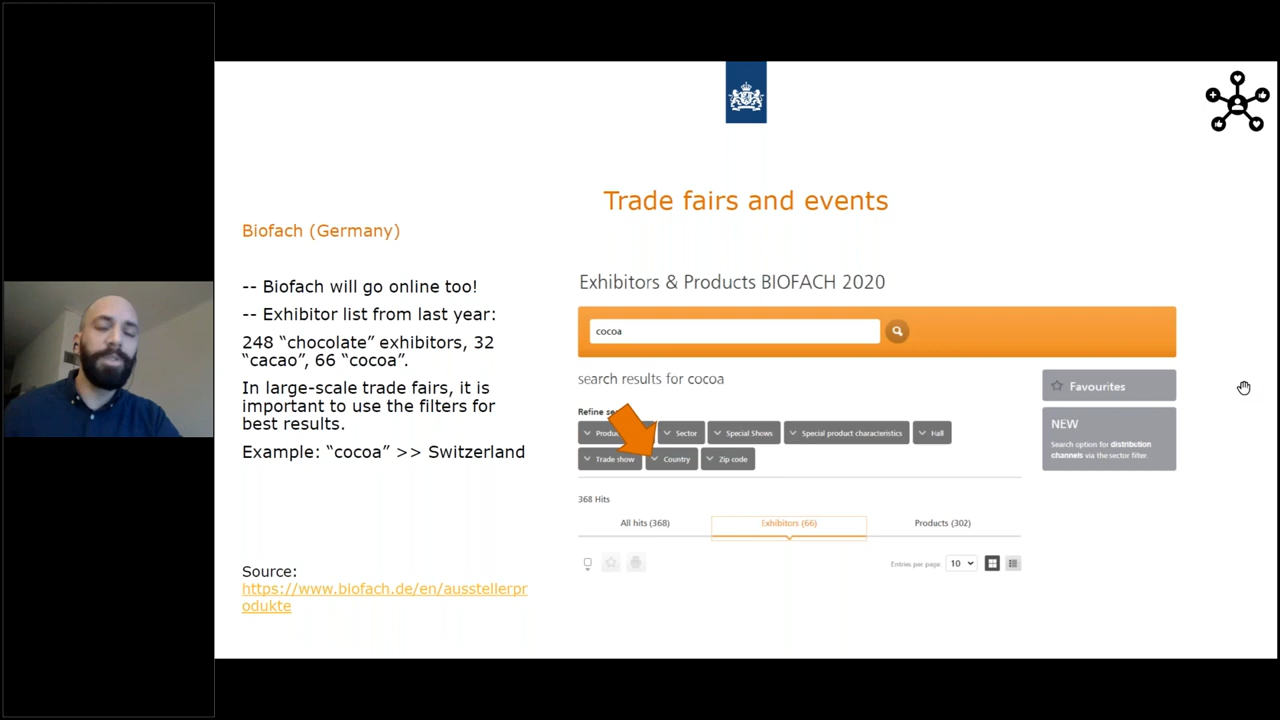 Trade fairs and events
Biofach (Germany)
-- Biofach will go online too!
-- Exhibitor list from last year:
248 “chocolate” exhibitors, 32
“cacao”, 66 “cocoa”.
In large-scale trade fairs, it is
important to use the filters for
best results.
Example: “cocoa” >> Switzerland
Source:
https://www.biofach.de/en/ausstellerpr
odukte
Exhibitors & Products BIOFACH 2020
cocoa
search results for cocoa
Refine
Sector Special Shows Special product characteristics Hall
Trade show Country Zip code
368 Hits
All hits (368) Exhibitors (66) Products (302)
Entries per page: 10
Favourites
NEW
Search option for distribution
channels via the sector filter.